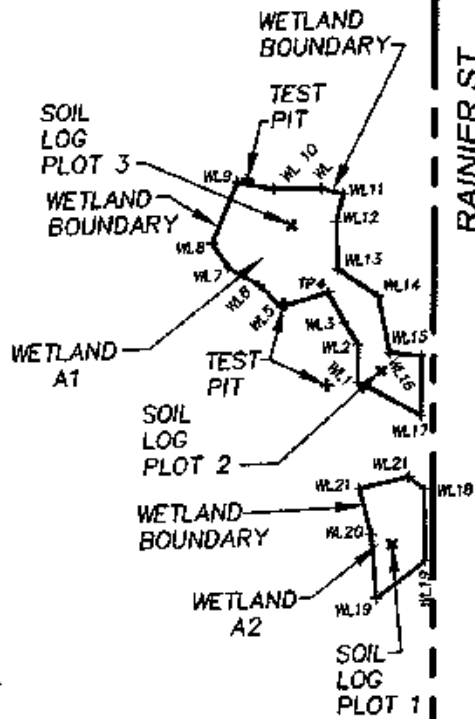 WETLAND
BOUNDARY
RAINIER ST
TEST
PIT
SOIL
LOG
PLOT 3
WL9
WL 10
WL
WL11
WETLAND
BOUNDARY
WL12
WL8
WL7
WL13
WL6
TP4
WL14
WL5
WL3
WETLAND
A1
WL2
WL15
TEST
PIT
WL1
WL16
SOIL
LOG
PLOT 2
WL17
WL21
WL21
WL18
WETLAND
BOUNDARY
WL20
WL19
WETLAND
A2
WL19
SOIL
LOG
PLOT 1